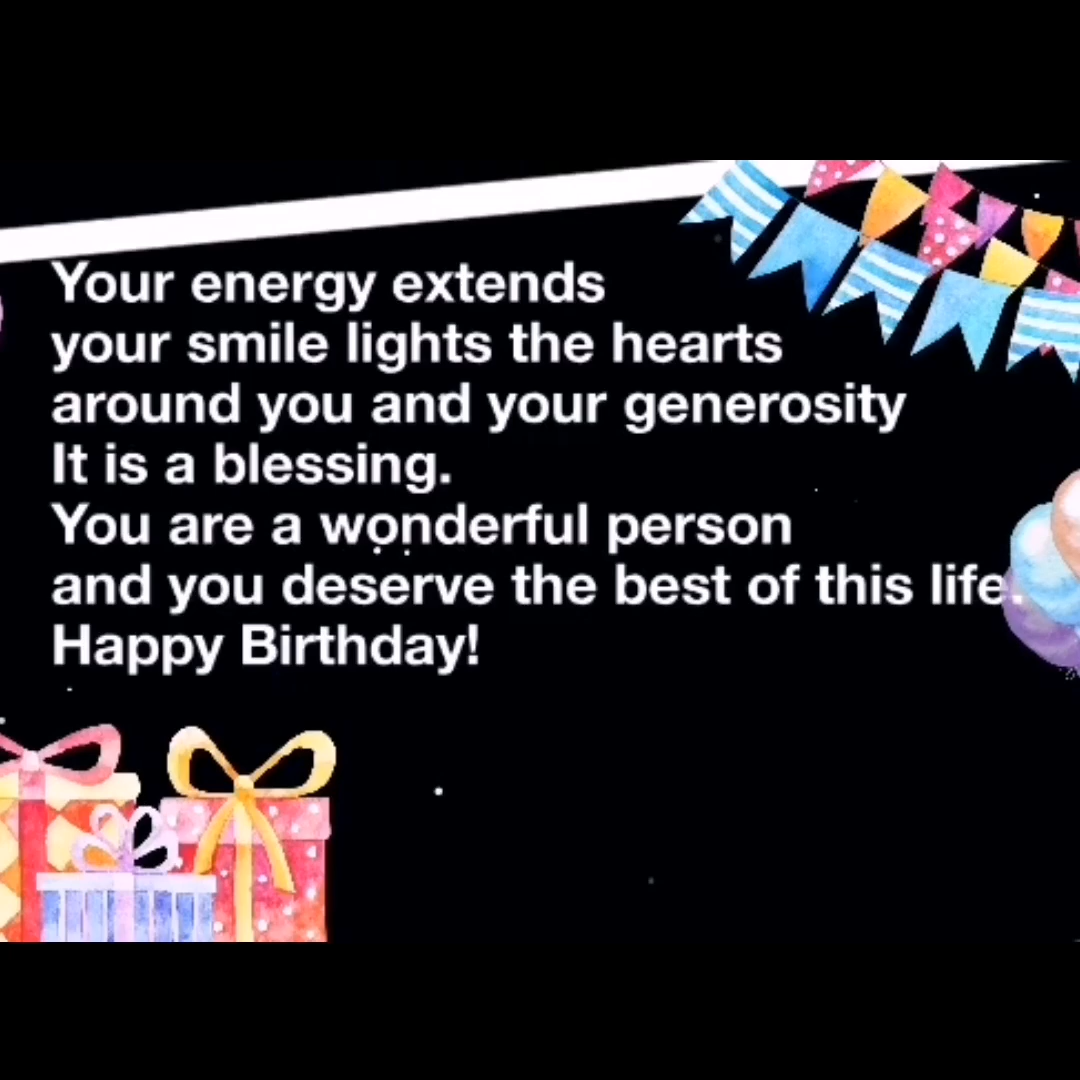 Your energy extends
your smile lights the hearts
around you and your generosity
It is a blessing.
You are a wonderful person
and you deserve the best of this life.
Happy Birthday!